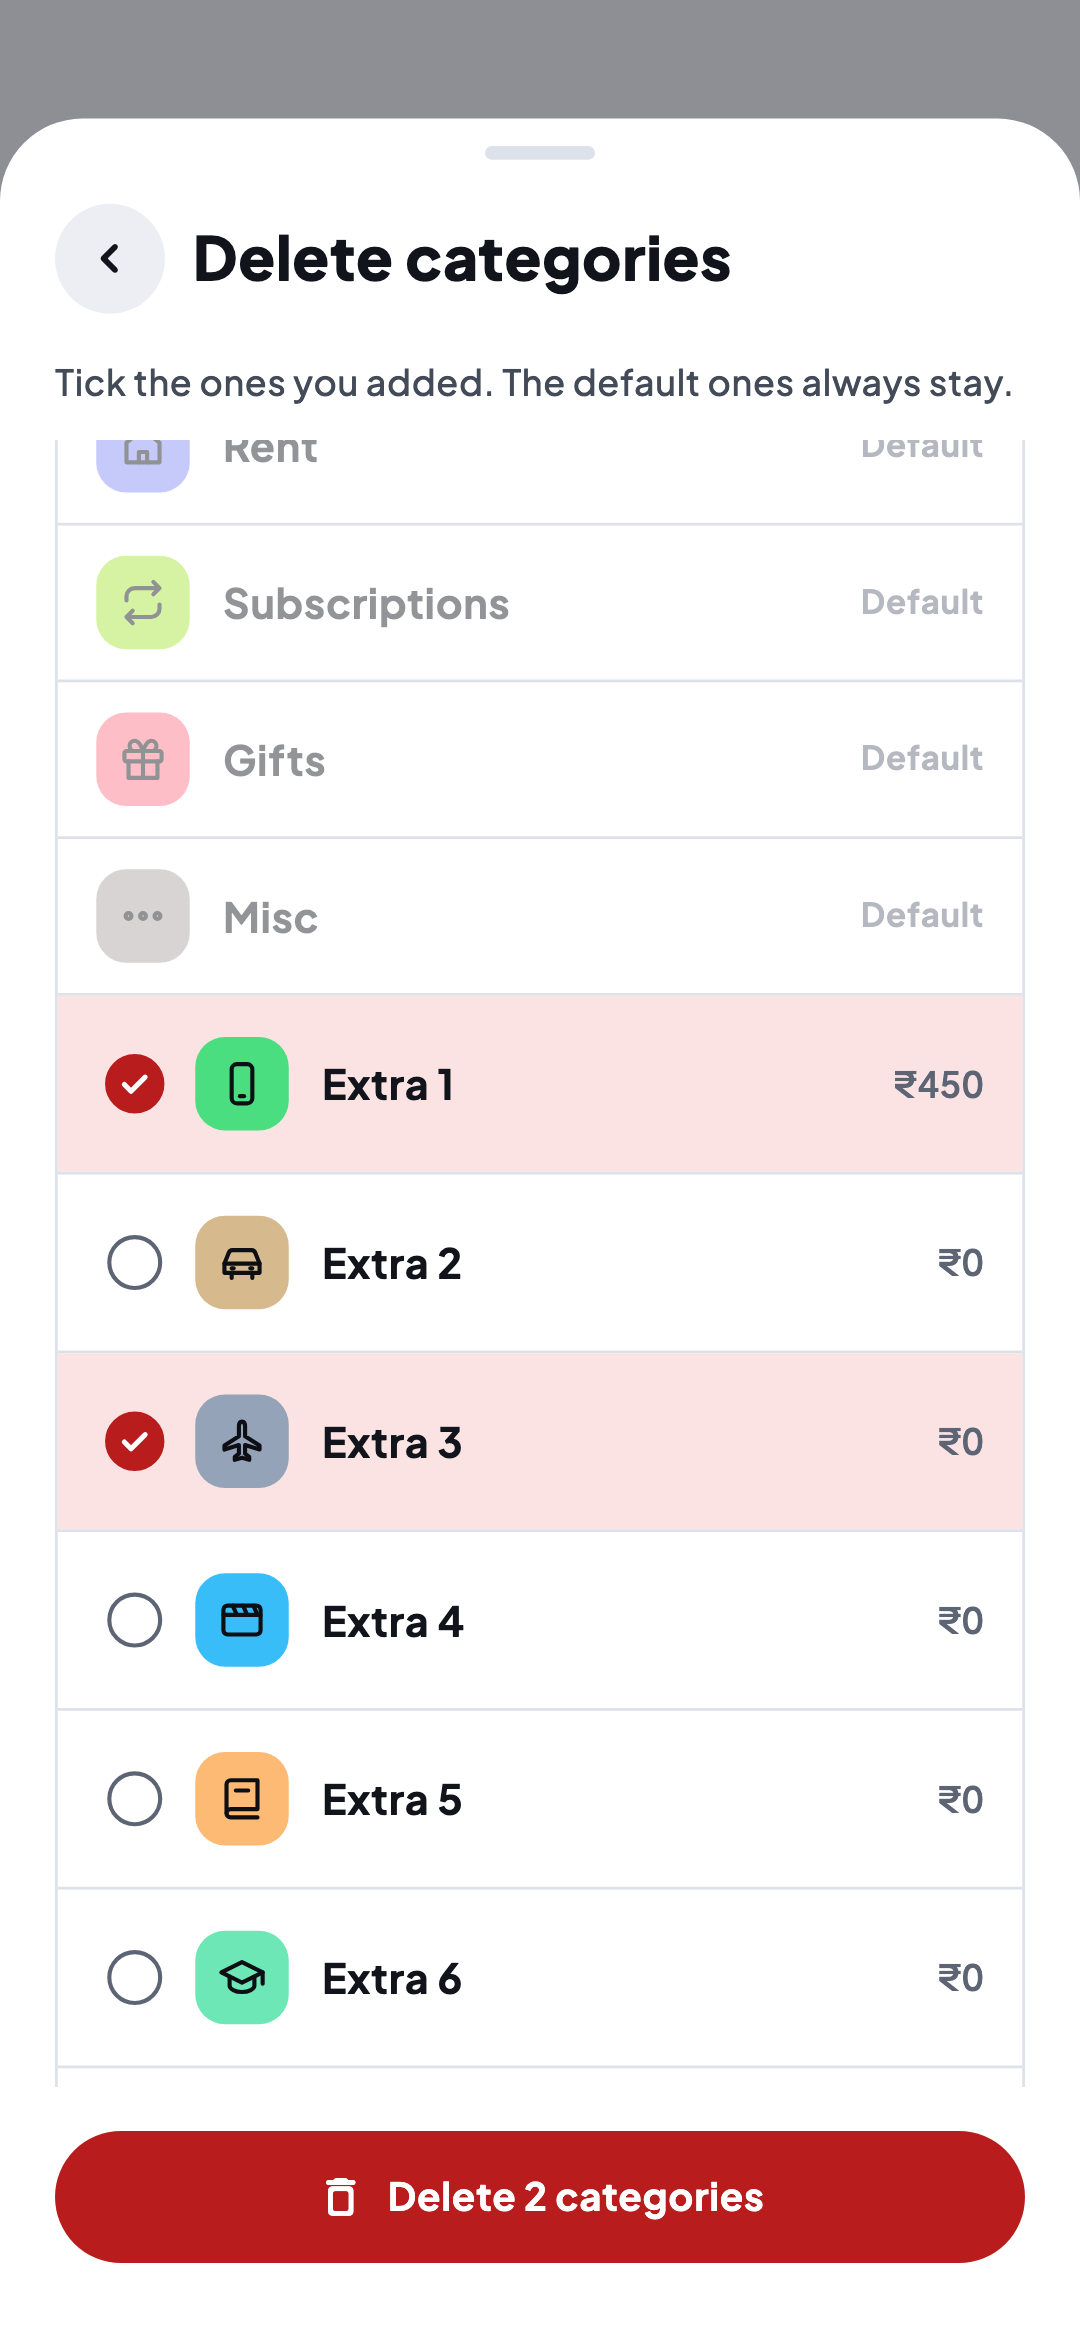 Delete categories
Tick the ones you added. The default ones always stay.
Rent Default
Subscriptions Default
Gifts Default
Misc Default
Extra 1 ₹450
Extra 2 ₹0
Extra 3 ₹0
Extra 4 ₹0
Extra 5 ₹0
Extra 6 ₹0
Delete 2 categories